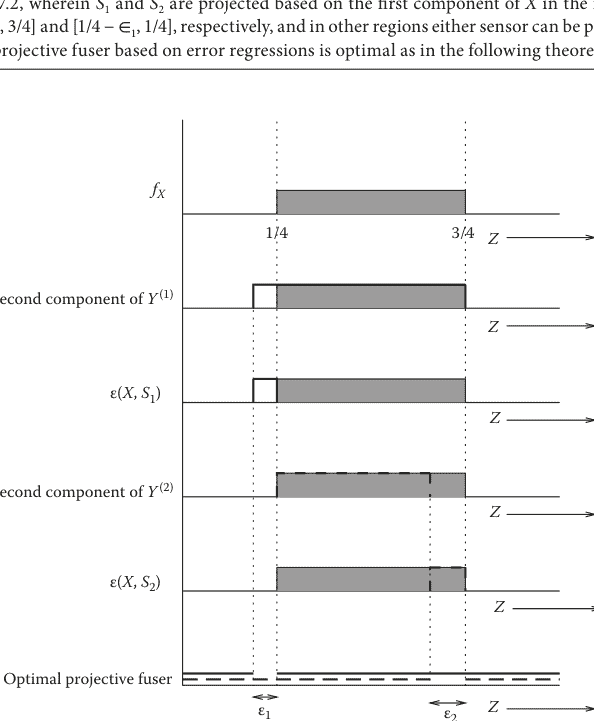 7.2, wherein S₁ and S₂ are projected based on the first component of X in the
, 3/4] and [1/4 − ∈₁, 1/4], respectively, and in other regions either sensor can be
projective fuser based on error regressions is optimal as in the following
f_X
1/4
3/4
Z
econd component of Y⁽¹⁾
Z
ε(X, S₁)
Z
econd component of Y⁽²⁾
Z
ε(X, S₂)
Z
Optimal projective fuser
ε₁
ε₂
Z